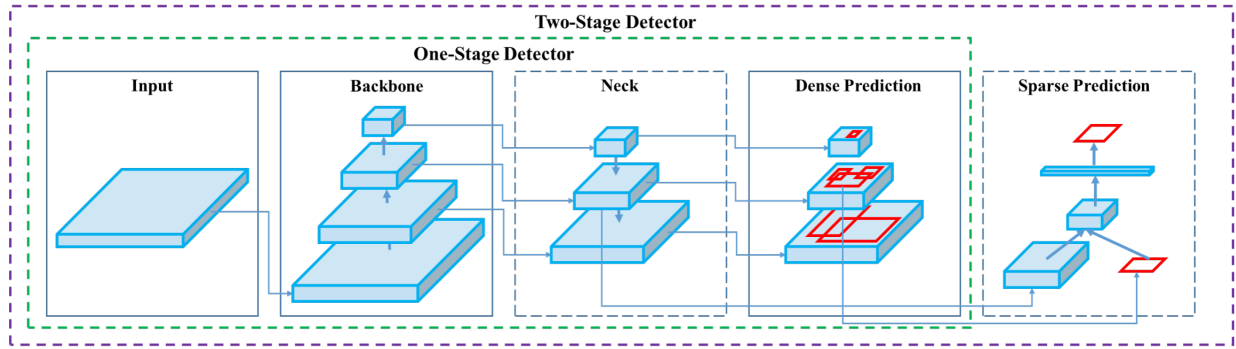 Two-Stage Detector
One-Stage Detector
Input
Backbone
Neck
Dense Prediction
Sparse Prediction